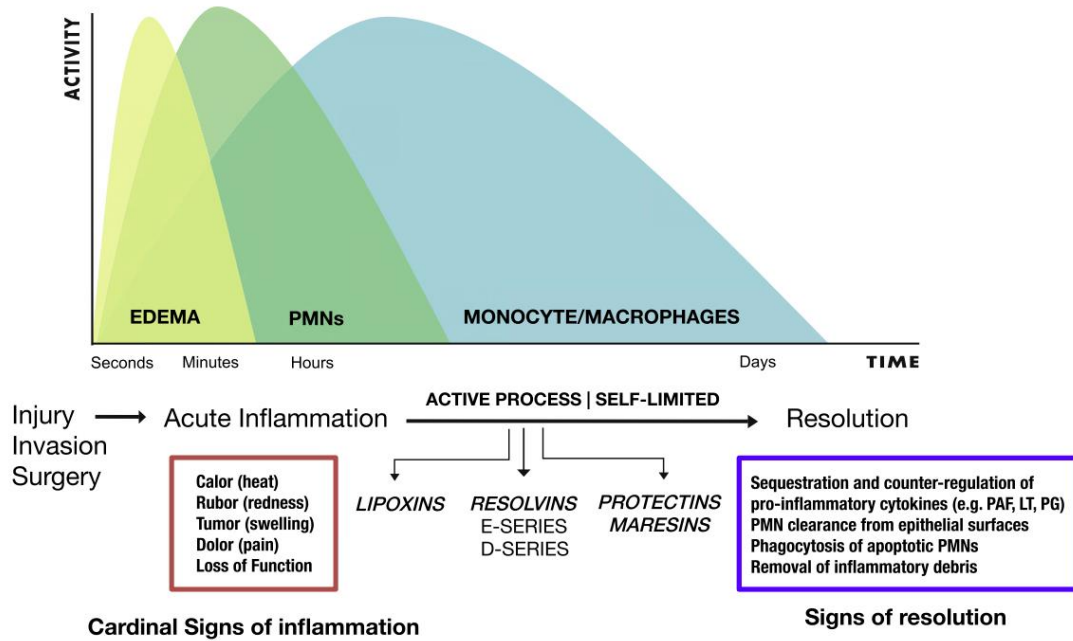 ACTIVITY
EDEMA
PMNs
MONOCYTE/MACROPHAGES
Seconds
Minutes
Hours
Days
TIME
Injury
Invasion
Surgery
Acute Inflammation
ACTIVE PROCESS | SELF-LIMITED
Resolution
Calor (heat)
Rubor (redness)
Tumor (swelling)
Dolor (pain)
Loss of Function
Cardinal Signs of inflammation
LIPOXINS
RESOLVINS
E-SERIES
D-SERIES
PROTECTINS
MARESINS
Sequestration and counter-regulation of
pro-inflammatory cytokines (e.g. PAF, LT, PG)
PMN clearance from epithelial surfaces
Phagocytosis of apoptotic PMNs
Removal of inflammatory debris
Signs of resolution